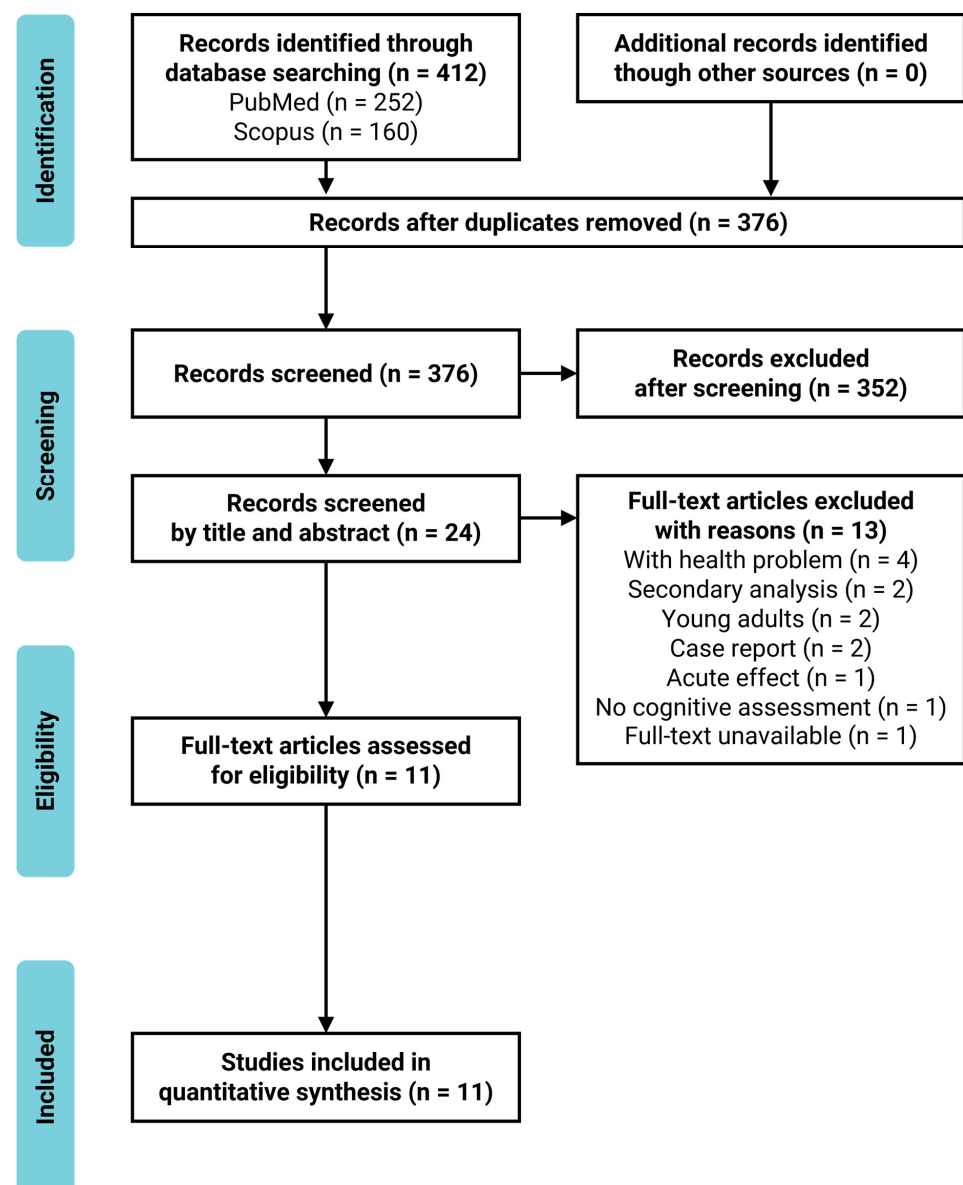 Identification
Records identified through
database searching (n = 412)
PubMed (n = 252)
Scopus (n = 160)
Additional records identified
though other sources (n = 0)
Records after duplicates removed (n = 376)
Screening
Records screened (n = 376)
Records excluded
after screening (n = 352)
Records screened
by title and abstract (n = 24)
Full-text articles excluded
with reasons (n = 13)
With health problem (n = 4)
Secondary analysis (n = 2)
Young adults (n = 2)
Case report (n = 2)
Acute effect (n = 1)
No cognitive assessment (n = 1)
Full-text unavailable (n = 1)
Eligibility
Full-text articles assessed
for eligibility (n = 11)
Included
Studies included in
quantitative synthesis (n = 11)